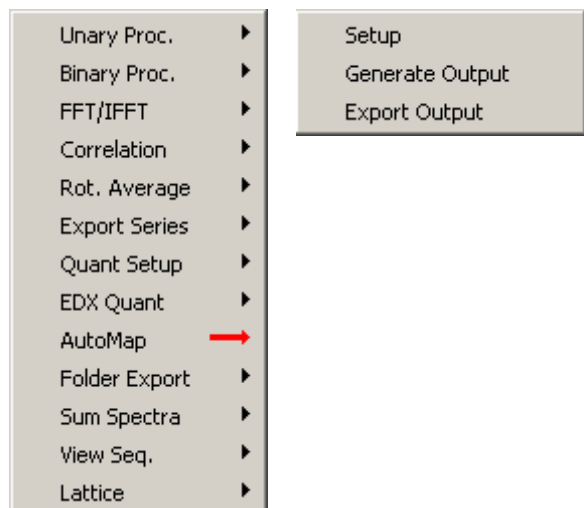 Unary Proc.
Binary Proc.
FFT/IFFT
Correlation
Rot. Average
Export Series
Quant Setup
EDX Quant
AutoMap
Folder Export
Sum Spectra
View Seq.
Lattice
Setup
Generate Output
Export Output